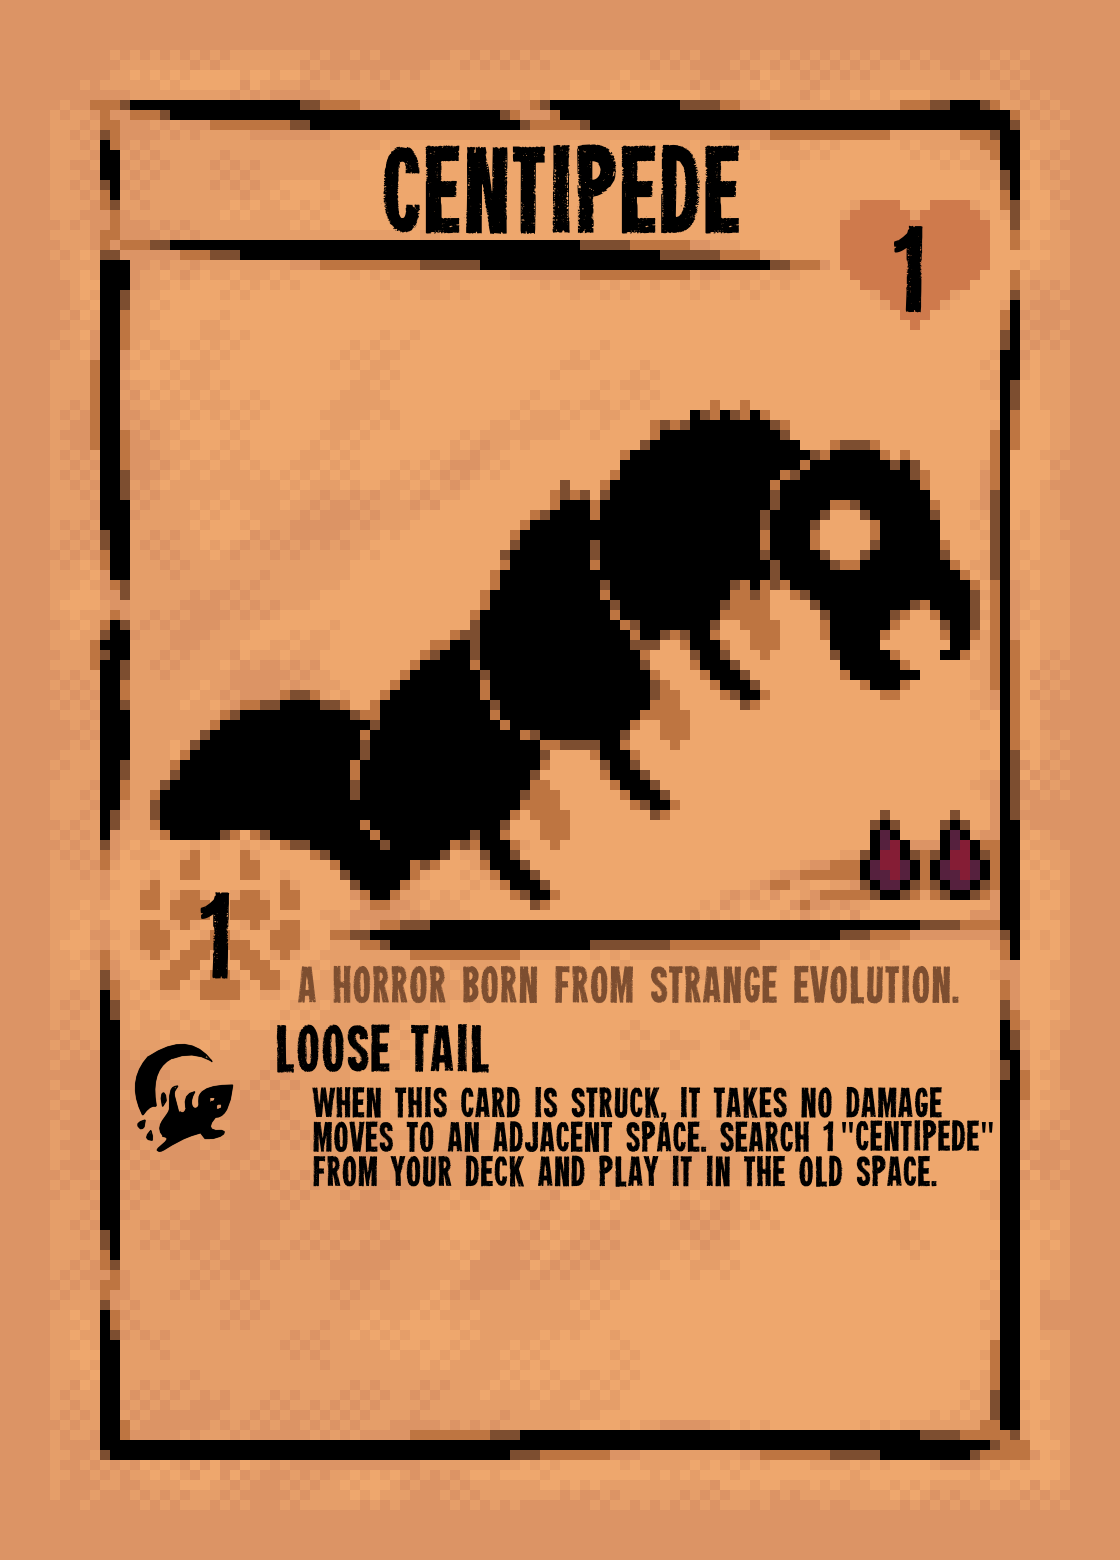 CENTIPEDE
1
1
A HORROR BORN FROM STRANGE EVOLUTION.
LOOSE TAIL
WHEN THIS CARD IS STRUCK, IT TAKES NO DAMAGE
MOVES TO AN ADJACENT SPACE. SEARCH 1 "CENTIPEDE"
FROM YOUR DECK AND PLAY IT IN THE OLD SPACE.